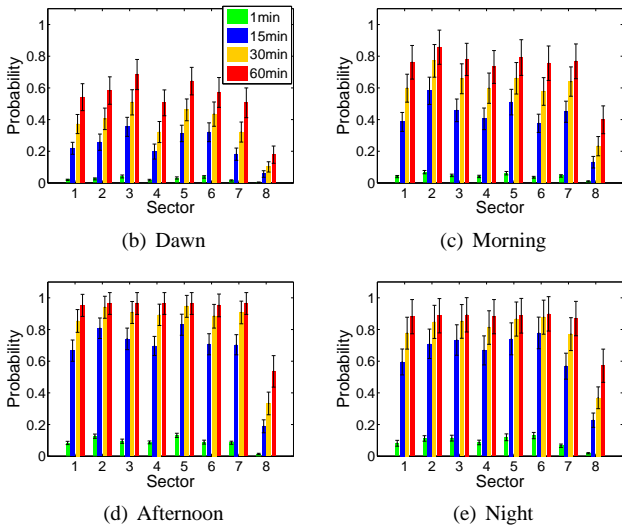 1min
15min
30min
60min
1
0.8
0.6
0.4
0.2
0
Probability
1 2 3 4 5 6 7 8
Sector
(b) Dawn
1
0.8
0.6
0.4
0.2
0
Probability
1 2 3 4 5 6 7 8
Sector
(c) Morning
1
0.8
0.6
0.4
0.2
0
Probability
1 2 3 4 5 6 7 8
Sector
(d) Afternoon
1
0.8
0.6
0.4
0.2
0
Probability
1 2 3 4 5 6 7 8
Sector
(e) Night